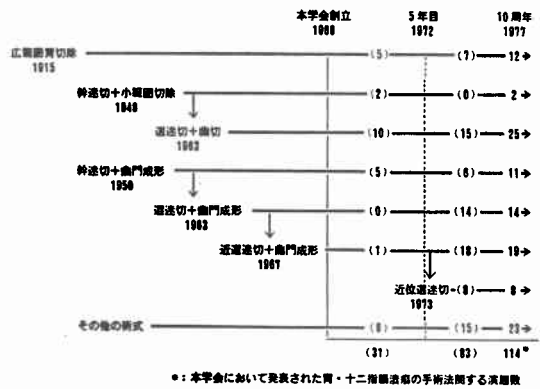 本学会創立 5年目 10周年
1968 1972 1977
広範囲胃切除 (5) (7) 12→
1915
幹迷切+小範囲切除 (2) (0) 2→
1949
選迷切+幽切 (10) (15) 25→
1962
幹迷切+幽門成形 (5) (6) 11→
1950
選迷切+幽門成形 (0) (14) 14→
1963
近選迷切+幽門成形 (1) (18) 19→
1967
近位選迷切-(8) 8→
1973
その後の術式 (8) (15) 23→
(31) (83) 114*
*:本学会において発表された胃・十二指腸潰瘍の手術法関する演題数